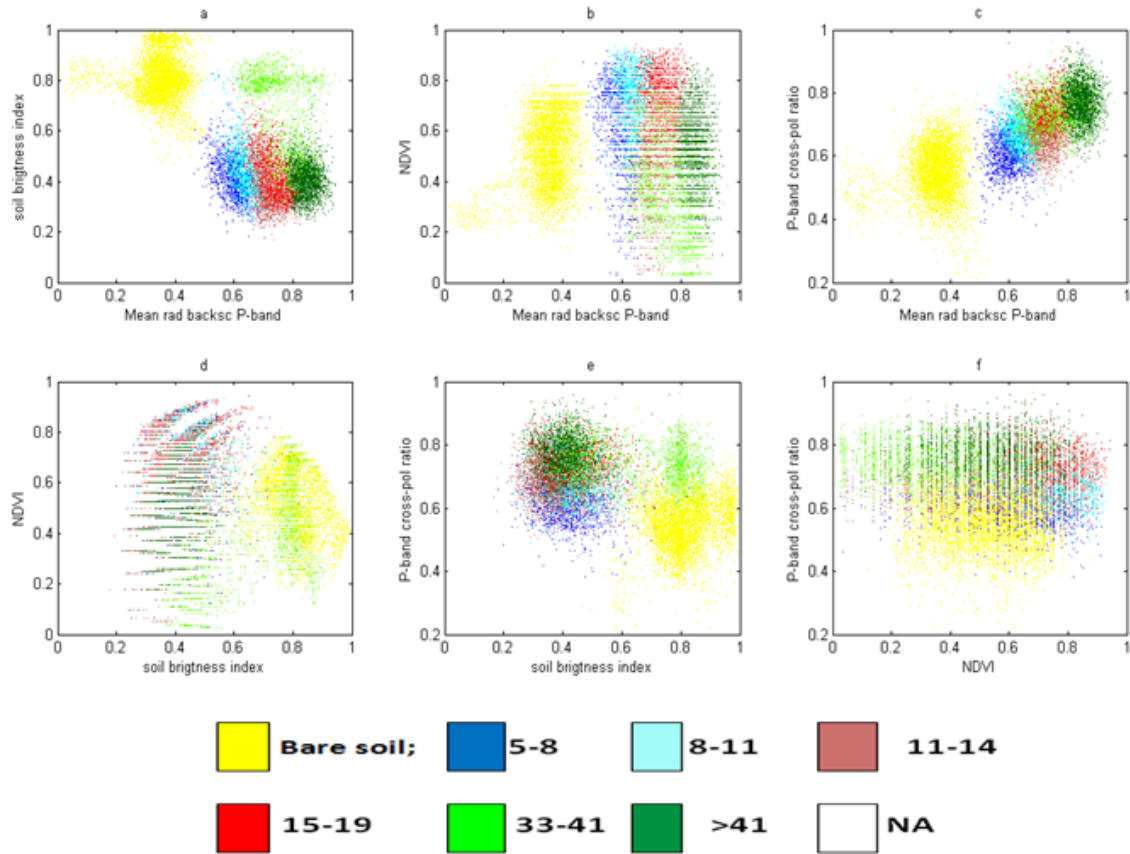 a
b
c
soil brigtness index
1
0.8
0.6
0.4
0.2
0
0 0.2 0.4 0.6 0.8 1
Mean rad backsc P-band
NDVI
1
0.8
0.6
0.4
0.2
0
0 0.2 0.4 0.6 0.8 1
Mean rad backsc P-band
P-band cross-pol ratio
1
0.8
0.6
0.4
0.2
0 0.2 0.4 0.6 0.8 1
Mean rad backsc P-band
d
e
f
NDVI
1
0.8
0.6
0.4
0.2
0
0 0.2 0.4 0.6 0.8 1
soil brigtness index
P-band cross-pol ratio
1
0.8
0.6
0.4
0.2
0 0.2 0.4 0.6 0.8 1
soil brigtness index
P-band cross-pol ratio
1
0.8
0.6
0.4
0.2
0 0.2 0.4 0.6 0.8 1
NDVI
Bare soil; 5-8 8-11 11-14
15-19 33-41 >41 NA